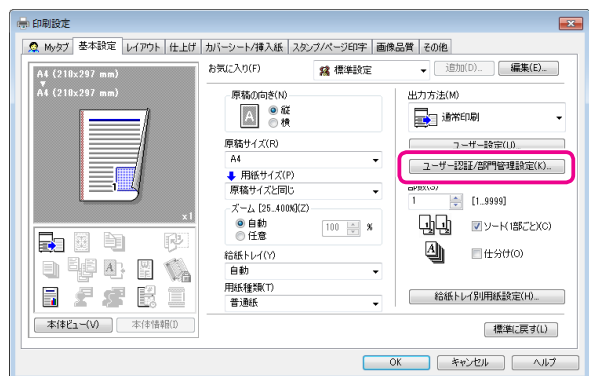 印刷設定
Myタブ 基本設定 レイアウト 仕上げ カバーシート/挿入紙 スタンプ/ページ印字 画像品質 その他
A4 (210x297 mm)
A4 (210x297 mm)
x1
本体ビュー(V) 本体情報(I)
お気に入り(F) 標準設定 追加(D)... 編集(E)...
原稿の向き(N)
A
縦
横
原稿サイズ(R)
A4
用紙サイズ(P)
原稿サイズと同じ
ズーム [25..400%](Z)
自動
任意
100 %
給紙トレイ(Y)
自動
用紙種類(T)
普通紙
出力方法(M)
通常印刷
ユーザー設定(U)...
ユーザー認証/部門管理設定(K)...
部数(S)
1 [1..9999]
ソート(1部ごと)(C)
仕分け(O)
給紙トレイ別用紙設定(H)...
標準に戻す(L)
OK キャンセル ヘルプ